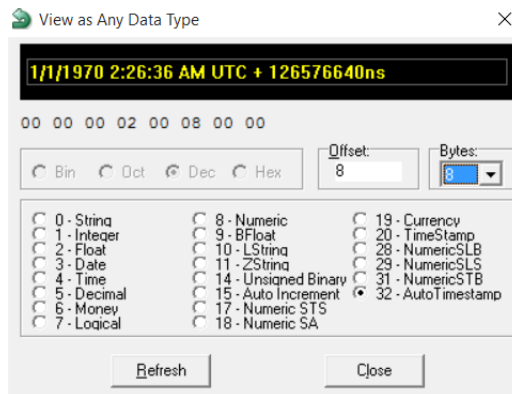 View as Any Data Type
1/1/1970 2:26:36 AM UTC + 126576640ns
00 00 00 02 00 08 00 00
Bin Oct Dec Hex
Offset:
8
Bytes:
8
0 - String
1 - Integer
2 - Float
3 - Date
4 - Time
5 - Decimal
6 - Money
7 - Logical
8 - Numeric
9 - BFloat
10 - LString
11 - ZString
14 - Unsigned Binary
15 - Auto Increment
17 - Numeric STS
18 - Numeric SA
19 - Currency
20 - TimeStamp
28 - NumericSLB
29 - NumericSLS
31 - NumericSTB
32 - AutoTimestamp
Refresh
Close